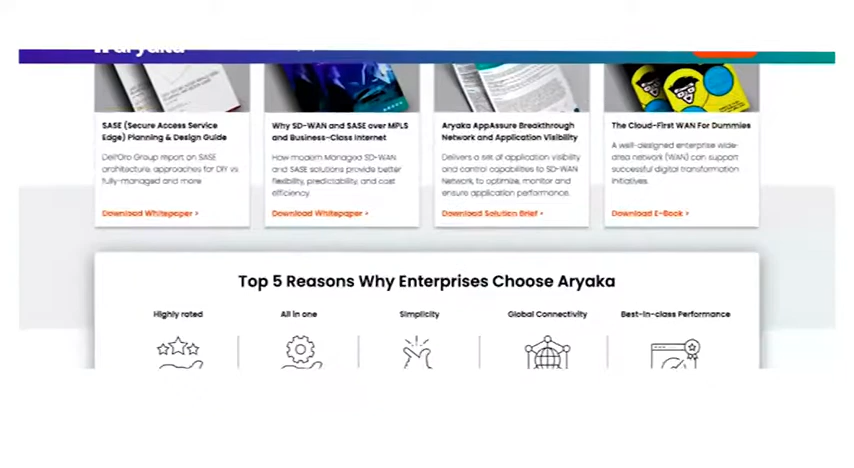 aryaka
SASE (Secure Access Service
Edge) Planning & Design Guide
Dell'Oro Group report on SASE
architecture, approaches for DIY vs
fully-managed and more
Download Whitepaper >
Why SD-WAN and SASE over MPLS
and Business-Class Internet
How modern Managed SD-WAN
and SASE solutions provide better
flexibility, predictability, and cost
efficiency
Download Whitepaper >
Aryaka AppAssure Breakthrough
Network and Application Visibility
Delivers a set of application visibility
and control capabilities to SD-WAN
Network, to optimize, monitor and
ensure application performance.
Download Solution Brief >
The Cloud-First WAN For Dummies
A well-designed enterprise wide-
area network (WAN) can support
successful digital transformation
initiatives.
Download E-Book >
Top 5 Reasons Why Enterprises Choose Aryaka
Highly rated
All in one
Simplicity
Global Connectivity
Best-in-class Performance